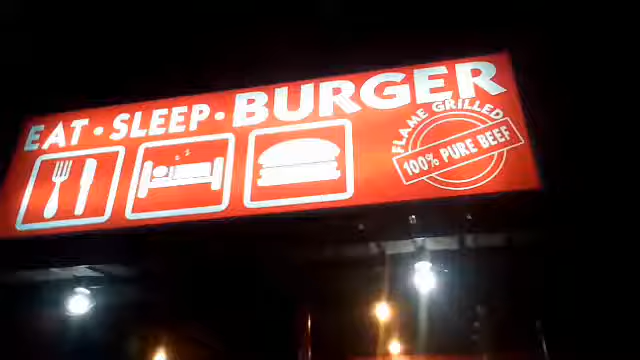 EAT • SLEEP • BURGER
FLAME GRILLED
100% PURE BEEF